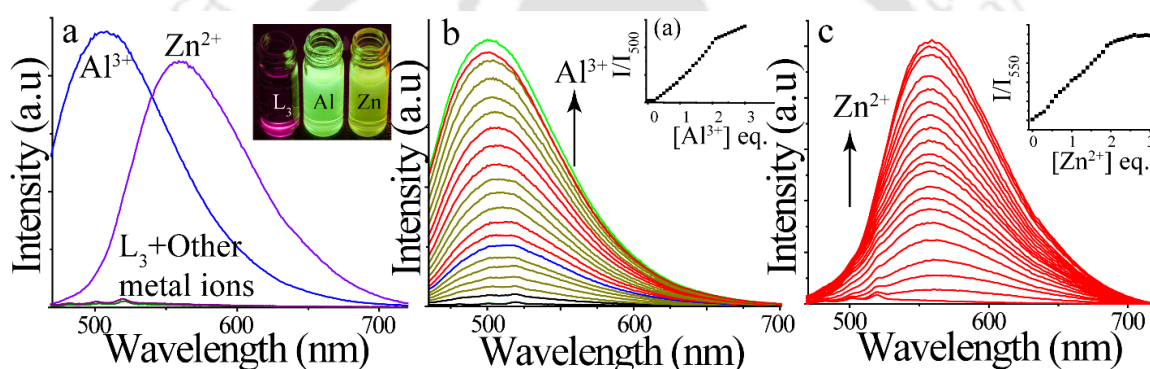 a
Al³⁺
Zn²⁺
L₃
Al
Zn
L₃+Other
metal ions
Intensity (a.u)
500
600
700
Wavelength (nm)
b
(a)
Al³⁺
I/I₅₀₀
0
1
2
3
[Al³⁺] eq.
Intensity (a.u)
500
600
700
Wavelength (nm)
c
Zn²⁺
I/I₅₅₀
0
1
2
3
[Zn²⁺] eq.
Intensity (a.u)
500
600
700
Wavelength (nm)